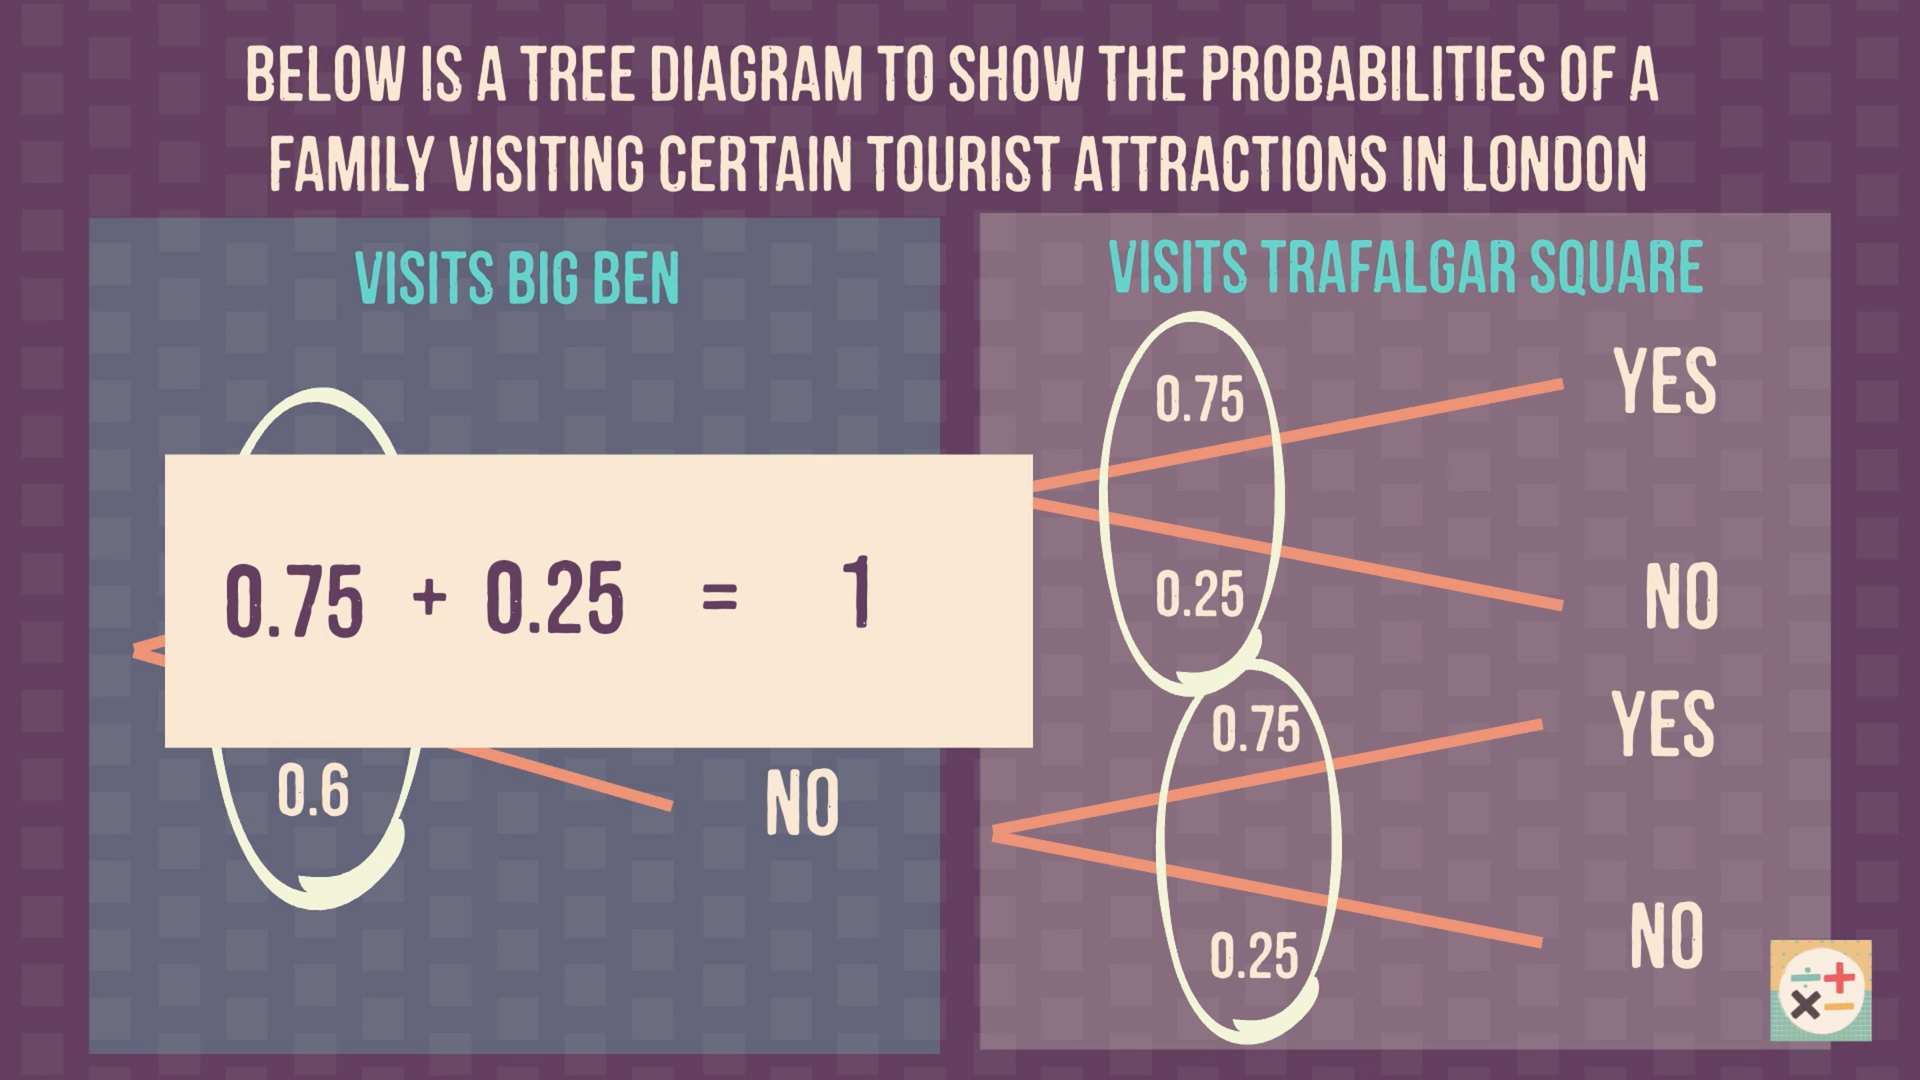 BELOW IS A TREE DIAGRAM TO SHOW THE PROBABILITIES OF A
FAMILY VISITING CERTAIN TOURIST ATTRACTIONS IN LONDON
VISITS BIG BEN
0.75 + 0.25 = 1
0.6
NO
VISITS TRAFALGAR SQUARE
0.75
YES
0.25
NO
0.75
YES
0.25
NO